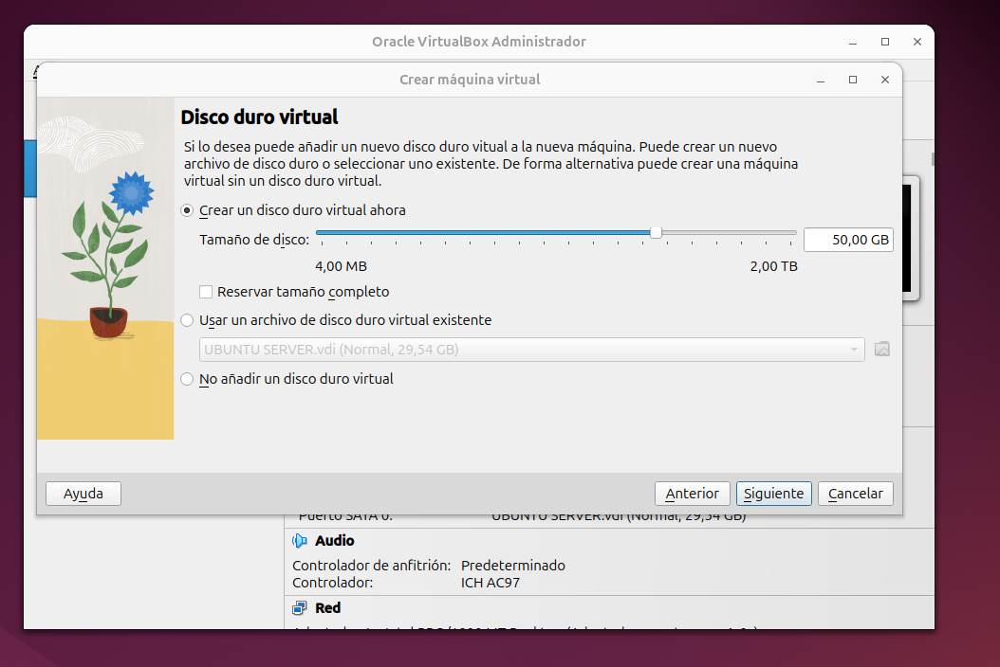 Oracle VirtualBox Administrador
Crear máquina virtual
Disco duro virtual
Si lo desea puede añadir un nuevo disco duro vitual a la nueva máquina. Puede crear un nuevo
archivo de disco duro o seleccionar uno existente. De forma alternativa puede crear una máquina
virtual sin un disco duro virtual.
Crear un disco duro virtual ahora
Tamaño de disco:
50,00 GB
4,00 MB
2,00 TB
Reservar tamaño completo
Usar un archivo de disco duro virtual existente
UBUNTU SERVER.vdi (Normal, 29,54 GB)
No añadir un disco duro virtual
Ayuda
Anterior
Siguiente
Cancelar
Puerto SATA 0:
UBUNTU SERVER.vdi (Normal, 29,54 GB)
Audio
Controlador de anfitrión: Predeterminado
Controlador: ICH AC97
Red